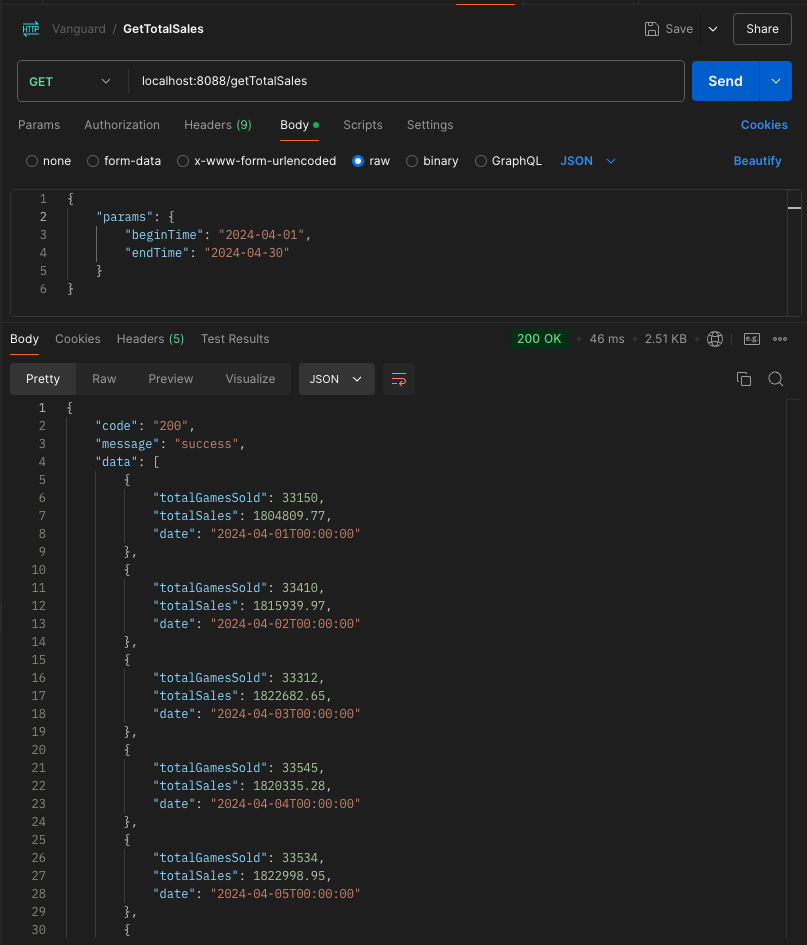 HTTP Vanguard / GetTotalSales Save Share
GET localhost:8088/getTotalSales Send
Params Authorization Headers (9) Body Scripts Settings Cookies
none form-data x-www-form-urlencoded raw binary GraphQL JSON Beautify
1 {
2 "params": {
3 "beginTime": "2024-04-01",
4 "endTime": "2024-04-30"
5 }
6 }
Body Cookies Headers (5) Test Results 200 OK 46 ms 2.51 KB e.g.
Pretty Raw Preview Visualize JSON
1 {
2 "code": "200",
3 "message": "success",
4 "data": [
5 {
6 "totalGamesSold": 33150,
7 "totalSales": 1804809.77,
8 "date": "2024-04-01T00:00:00"
9 },
10 {
11 "totalGamesSold": 33410,
12 "totalSales": 1815939.97,
13 "date": "2024-04-02T00:00:00"
14 },
15 {
16 "totalGamesSold": 33312,
17 "totalSales": 1822682.65,
18 "date": "2024-04-03T00:00:00"
19 },
20 {
21 "totalGamesSold": 33545,
22 "totalSales": 1820335.28,
23 "date": "2024-04-04T00:00:00"
24 },
25 {
26 "totalGamesSold": 33534,
27 "totalSales": 1822998.95,
28 "date": "2024-04-05T00:00:00"
29 },
30 {